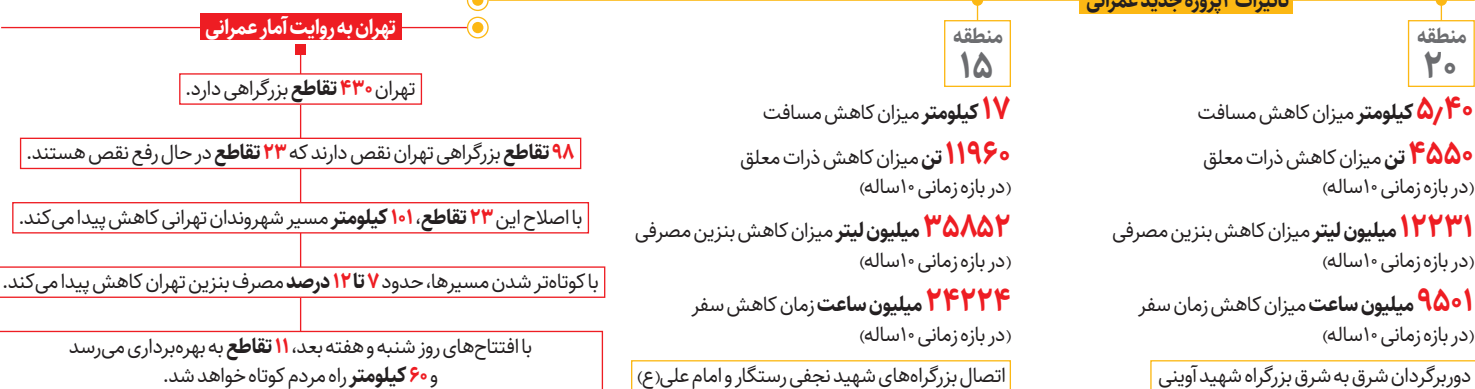 تاثیرات ۲ پروژه جدید عمرانی
منطقه
۲۰
۵٫۴۰ کیلومتر میزان کاهش مسافت
۴۵۵۰ تن میزان کاهش ذرات معلق
(در بازه زمانی ۱۰ساله)
۱۲۲۳۱ میلیون لیتر میزان کاهش بنزین مصرفی
(در بازه زمانی ۱۰ساله)
۹۵۰۱ میلیون ساعت میزان کاهش زمان سفر
(در بازه زمانی ۱۰ساله)
دوربرگردان شرق به شرق بزرگراه شهید آوینی
منطقه
۱۵
۱۷ کیلومتر میزان کاهش مسافت
۱۱۹۶۰ تن میزان کاهش ذرات معلق
(در بازه زمانی ۱۰ساله)
۳۵۸۵۲ میلیون لیتر میزان کاهش بنزین مصرفی
(در بازه زمانی ۱۰ساله)
۲۴۲۲۴ میلیون ساعت زمان کاهش سفر
(در بازه زمانی ۱۰ساله)
اتصال بزرگراه‌های شهید نجفی رستگار و امام علی(ع)
تهران به روایت آمار عمرانی
تهران ۴۳۰ تقاطع بزرگراهی دارد.
۹۸ تقاطع بزرگراهی تهران نقص دارند که ۲۳ تقاطع در حال رفع نقص هستند.
با اصلاح این ۲۳ تقاطع، ۱۰۱ کیلومتر مسیر شهروندان تهرانی کاهش پیدا می‌کند.
با کوتاه‌تر شدن مسیرها، حدود ۷ تا ۱۲ درصد مصرف بنزین تهران کاهش پیدا می‌کند.
با افتتاح‌های روز شنبه و هفته بعد، ۱۱ تقاطع به بهره‌برداری می‌رسد
و ۶۰ کیلومتر راه مردم کوتاه خواهد شد.